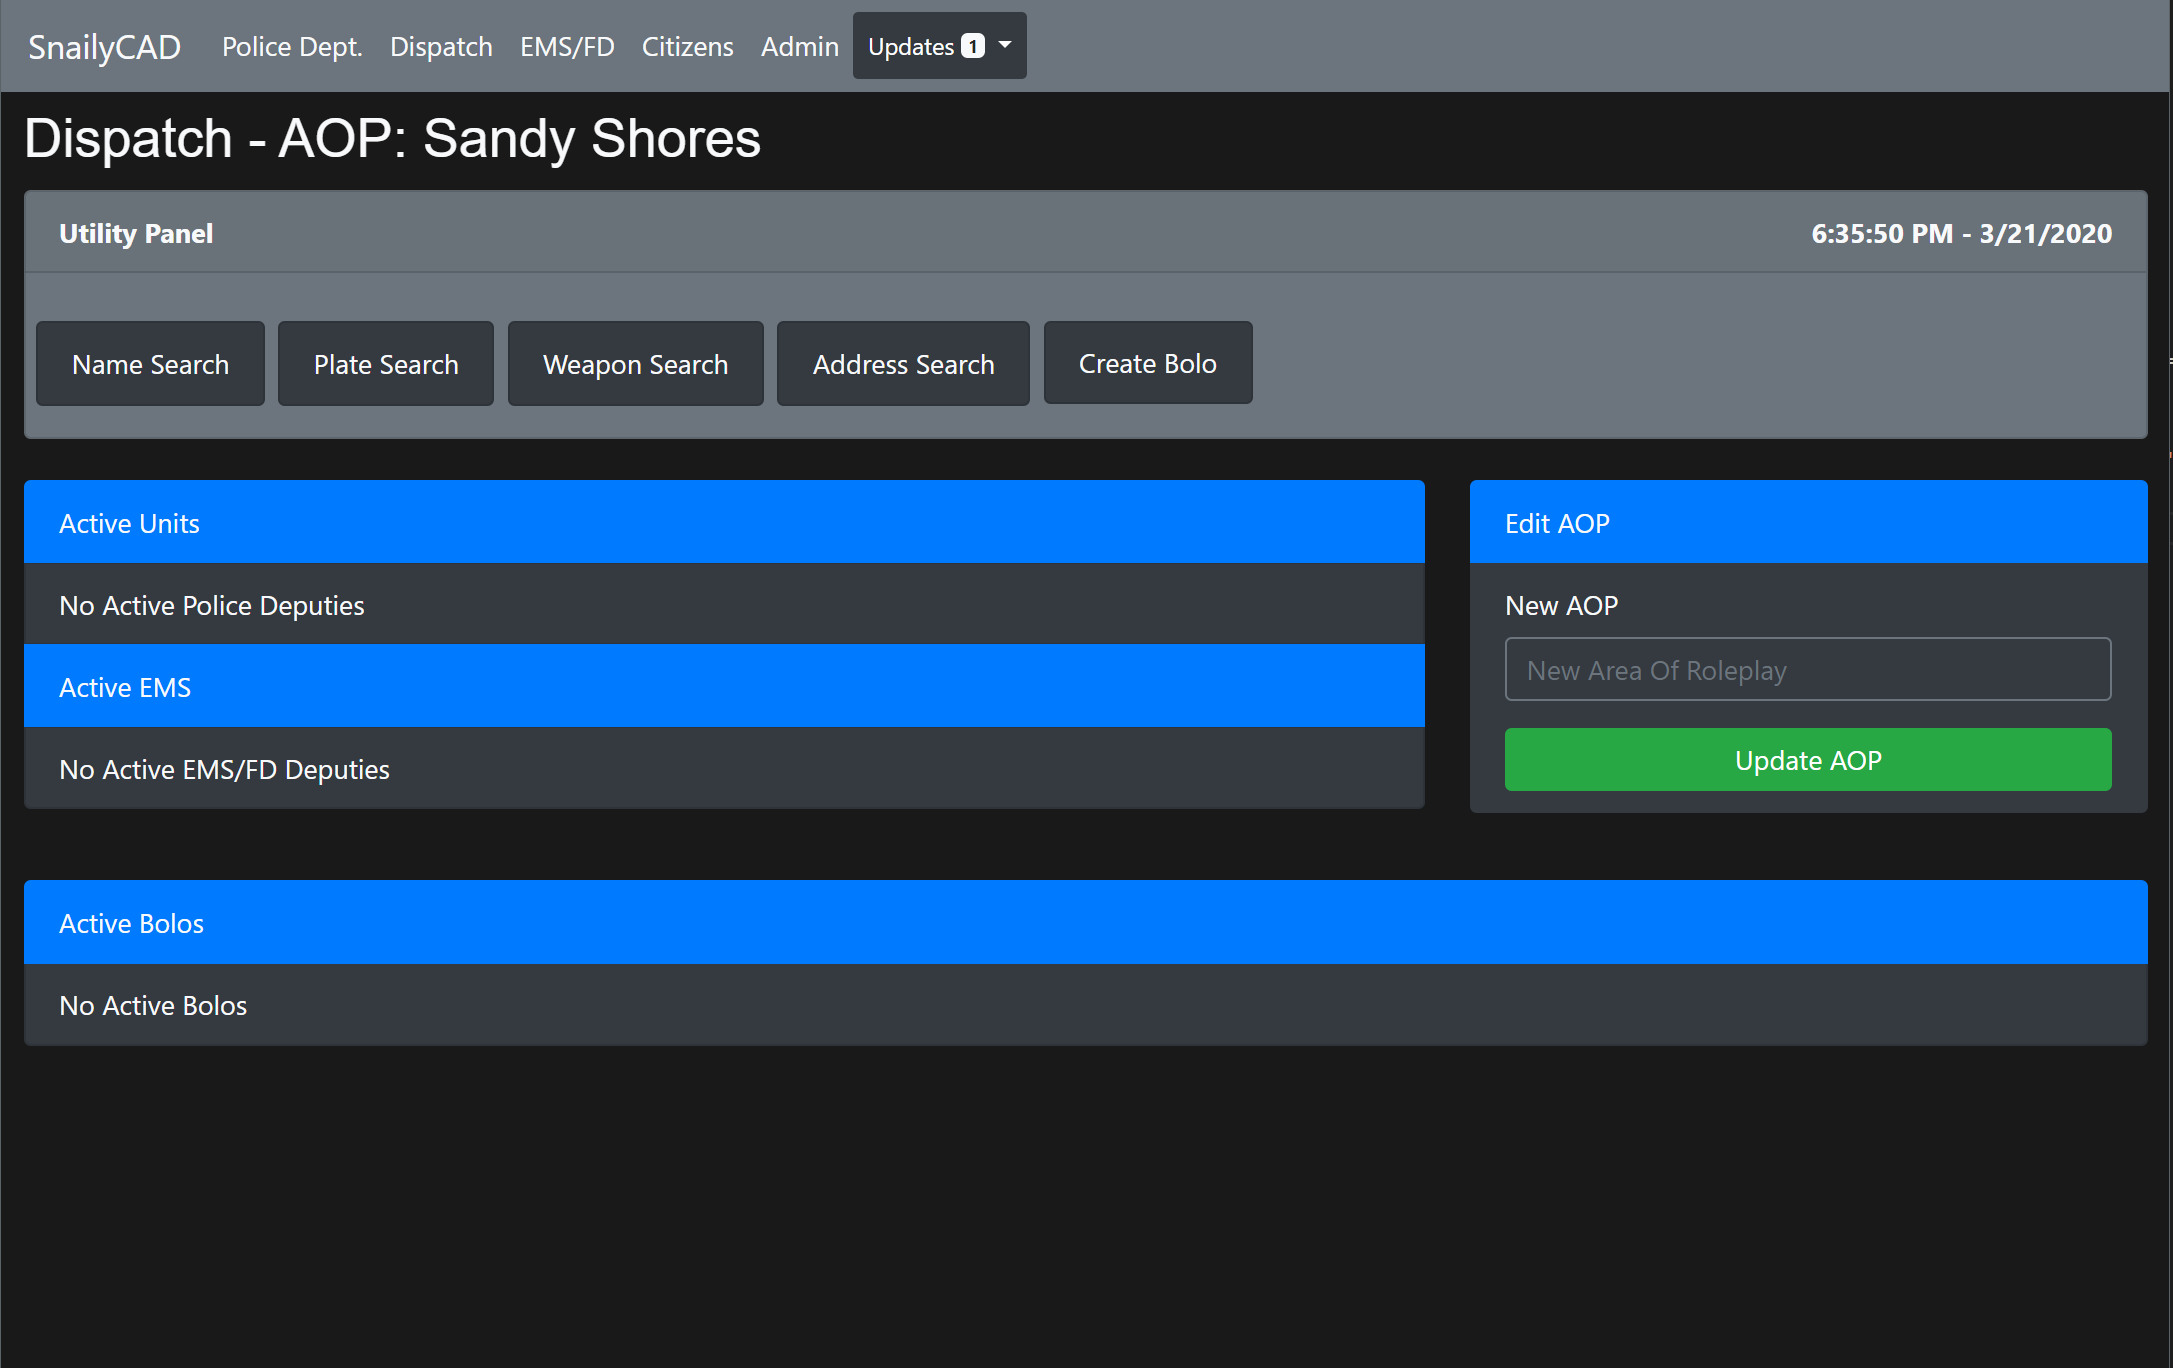 SnailyCAD Police Dept. Dispatch EMS/FD Citizens Admin Updates 1
Dispatch - AOP: Sandy Shores
Utility Panel 6:35:50 PM - 3/21/2020
Name Search Plate Search Weapon Search Address Search Create Bolo
Active Units
No Active Police Deputies
Active EMS
No Active EMS/FD Deputies
Edit AOP
New AOP
New Area Of Roleplay
Update AOP
Active Bolos
No Active Bolos